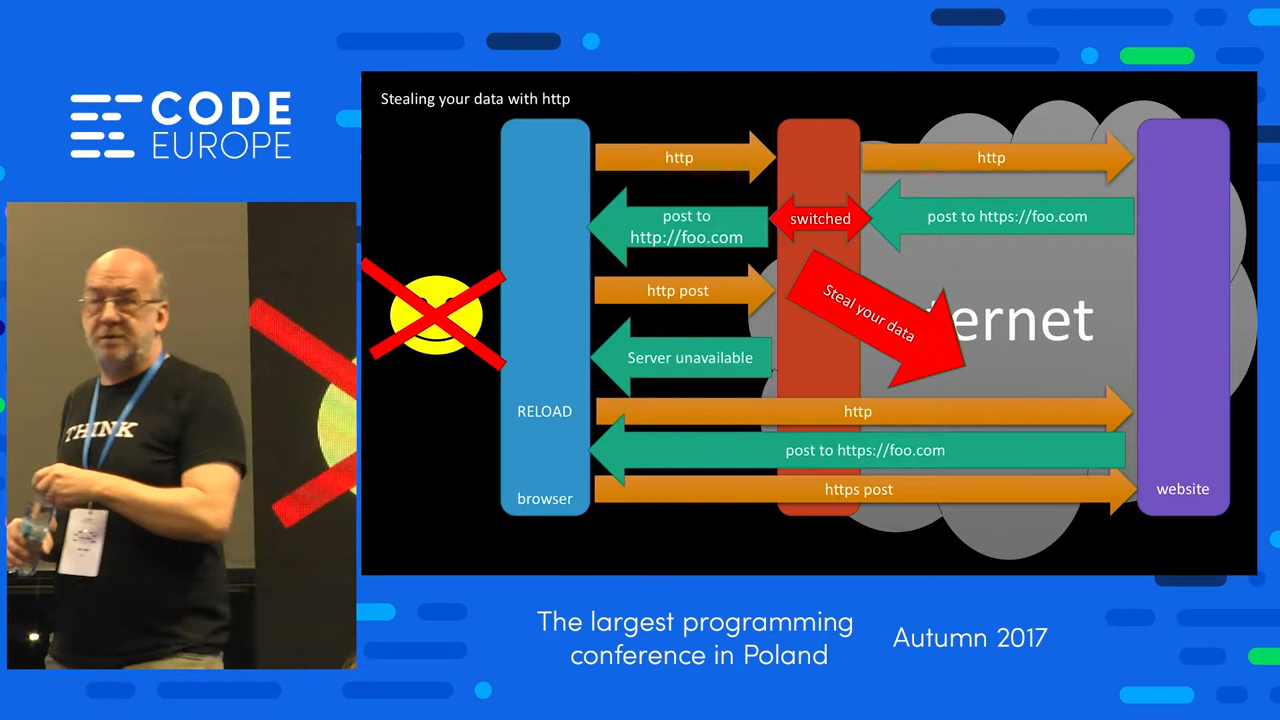 CODE
EUROPE
THINK
Stealing your data with http
http
http
post to
http://foo.com
switched
post to https://foo.com
http post
Steal your data
ernet
Server unavailable
RELOAD
http
post to https://foo.com
browser
https post
website
The largest programming
conference in Poland
Autumn 2017